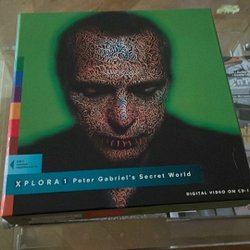 XPLORA 1 Peter Gabriel's Secret World
DIGITAL VIDEO ON CD-I